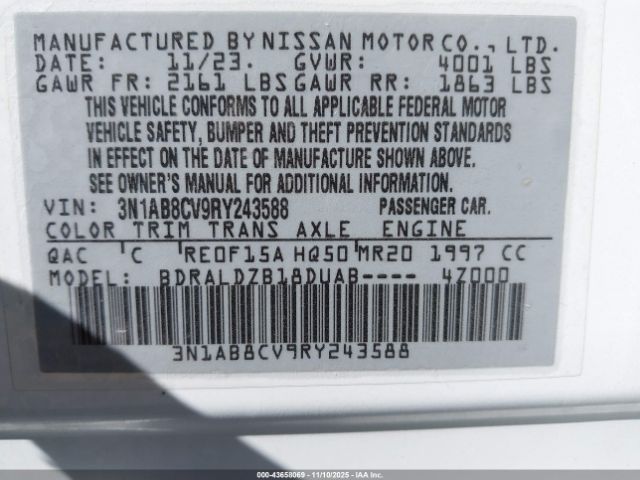 MANUFACTURED BY NISSAN MOTOR CO., LTD.
DATE: 11/23. GVWR: 4001 LBS
GAWR FR: 2161 LBS GAWR RR: 1863 LBS
THIS VEHICLE CONFORMS TO ALL APPLICABLE FEDERAL MOTOR
VEHICLE SAFETY, BUMPER AND THEFT PREVENTION STANDARDS
IN EFFECT ON THE DATE OF MANUFACTURE SHOWN ABOVE.
SEE OWNER'S MANUAL FOR ADDITIONAL INFORMATION.
VIN: 3N1AB8CV9RY243588 PASSENGER CAR.
COLOR TRIM TRANS AXLE ENGINE
QAC C RE0F15A HQ50 MR20 1997 CC
MODEL: BDRALDZB18DUAB---- 4Z000
3N1AB8CV9RY243588
000-43658069 - 11/10/2025 - IAAC